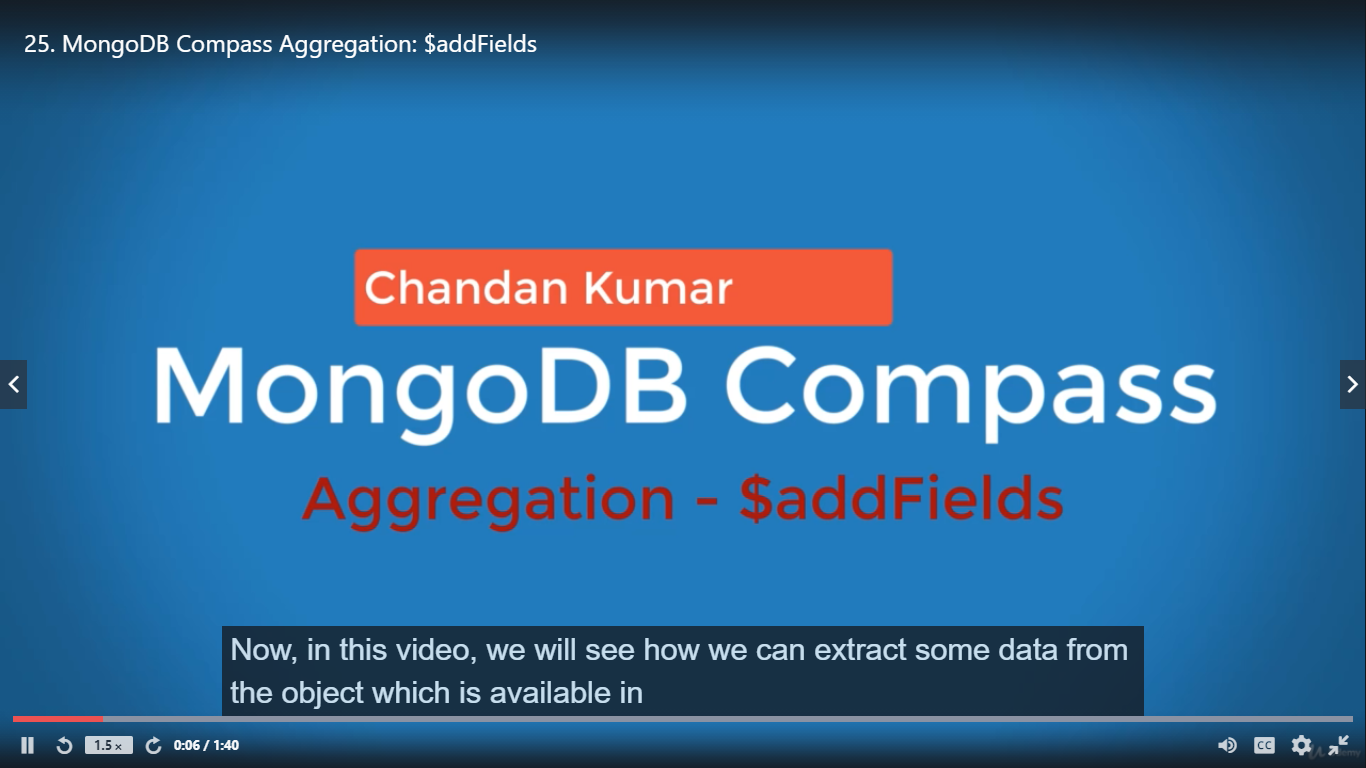 25. MongoDB Compass Aggregation: $addFields
Chandan Kumar
MongoDB Compass
Aggregation - $addFields
Now, in this video, we will see how we can extract some data from
the object which is available in
1.5 x
0:06 / 1:40
CC